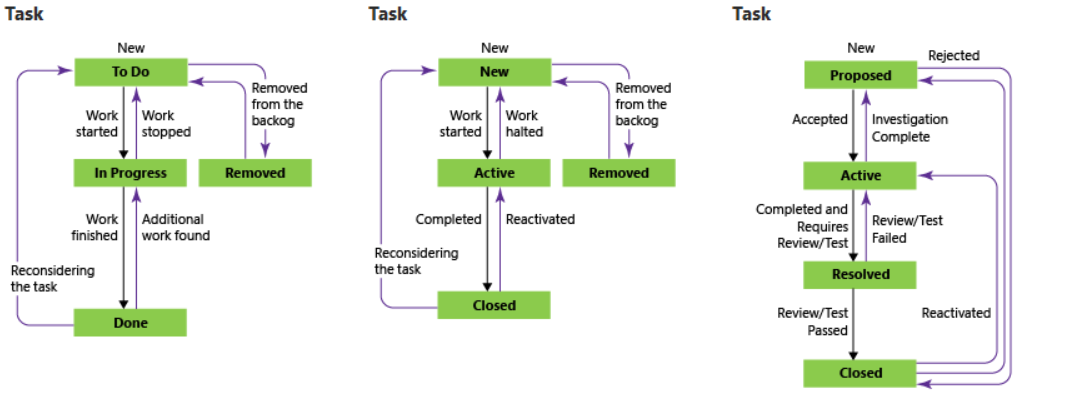 Task
New
To Do
Work
started
Work
stopped
Removed
from the
backog
In Progress
Removed
Work
finished
Additional
work found
Reconsidering
the task
Done
Task
New
New
Work
started
Work
halted
Removed
from the
backog
Active
Removed
Completed
Reactivated
Reconsidering
the task
Closed
Task
New
Rejected
Proposed
Accepted
Investigation
Complete
Active
Completed and
Requires
Review/Test
Review/Test
Failed
Resolved
Review/Test
Passed
Reactivated
Closed